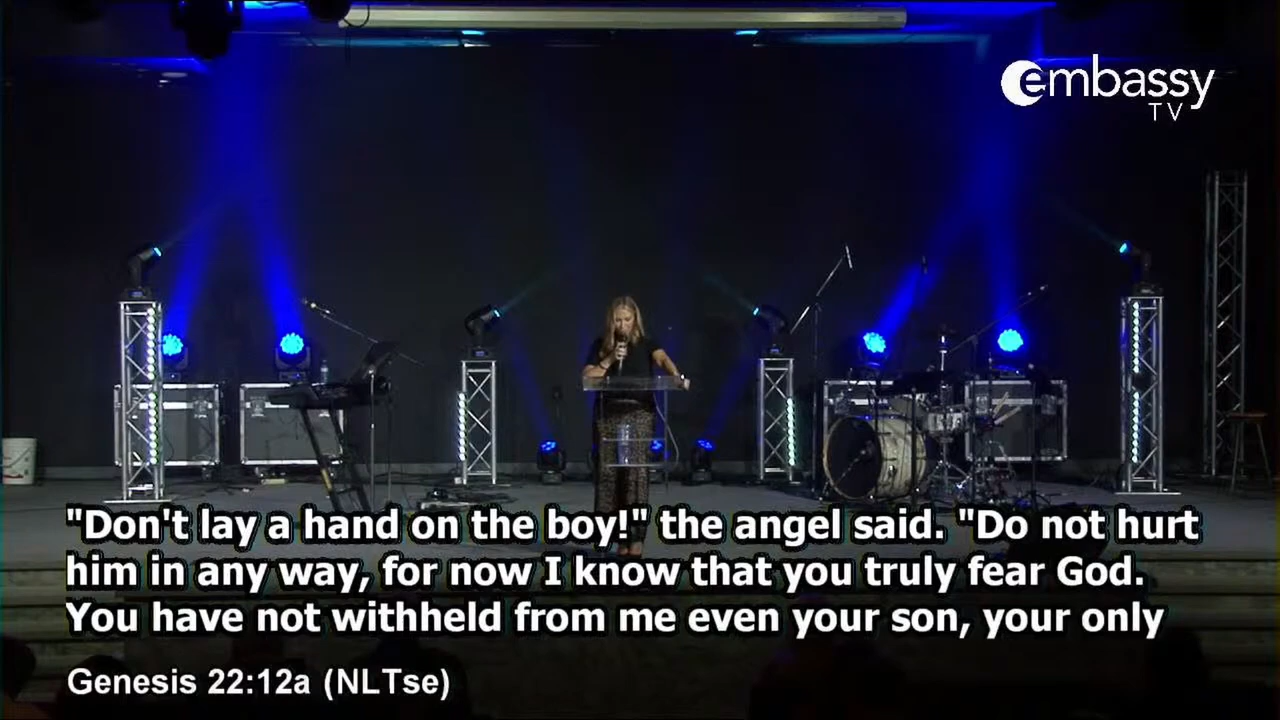 embassy
TV
"Don't lay a hand on the boy!" the angel said. "Do not hurt
him in any way, for now I know that you truly fear God.
You have not withheld from me even your son, your only
Genesis 22:12a (NLTse)